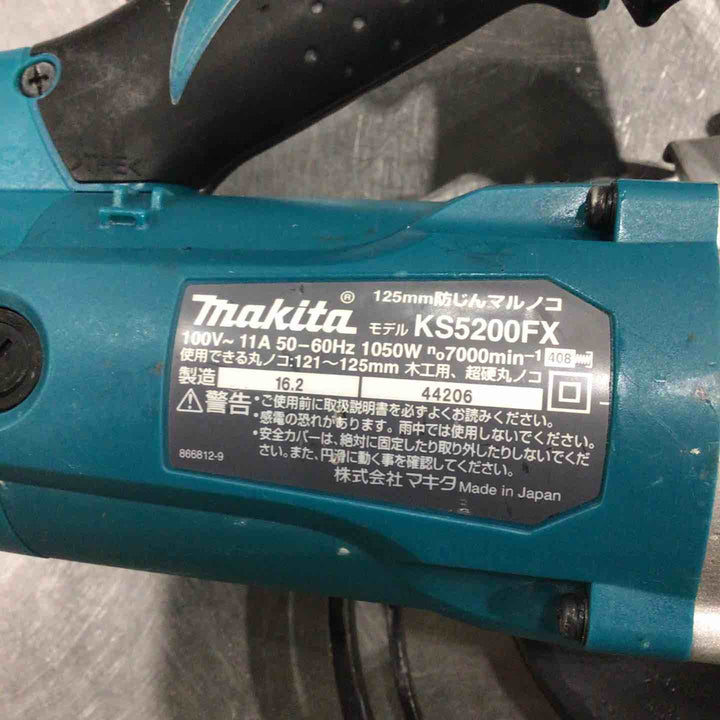 makita ® 125mm防じんマルノコ
モデル KS5200FX
100V~ 11A 50-60Hz 1050W n₀7000min⁻¹ 408
使用できる丸ノコ:121~125mm 木工用、超硬丸ノコ
製造 16.2 44206
警告・ご使用前に取扱説明書を必ずよくお読みください。
・感電の恐れがあります。雨中では使用しないでください。
・安全カバーは、絶対に固定したり取り外したりしないでくだ
さい。また、円滑に動く事を確認してください。
866812-9
株式会社 マキタ Made in Japan